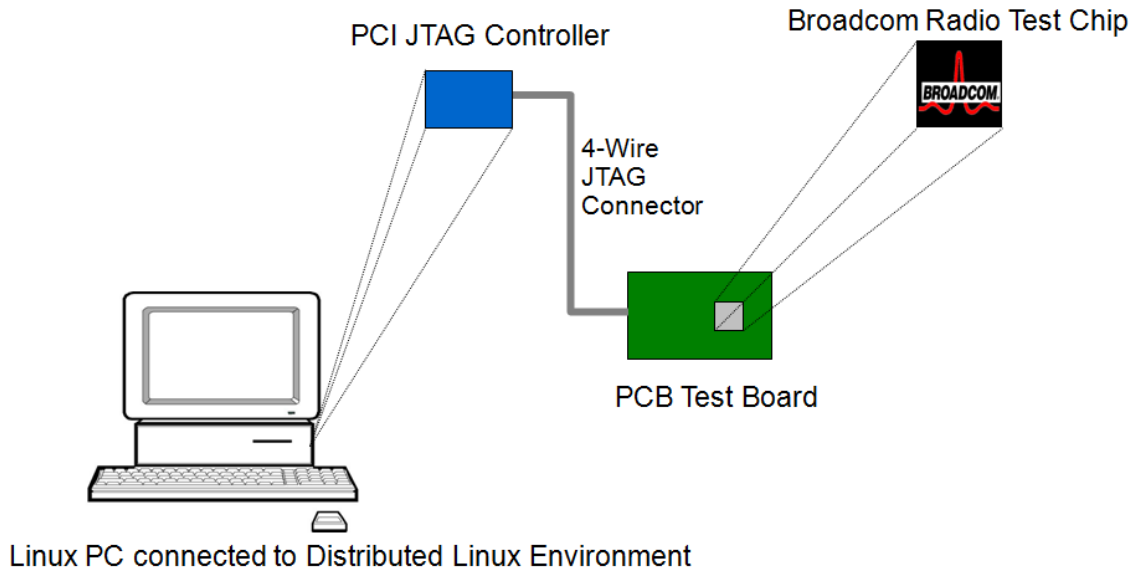 PCI JTAG Controller
Broadcom Radio Test Chip
BROADCOM.
4-Wire
JTAG
Connector
PCB Test Board
Linux PC connected to Distributed Linux Environment